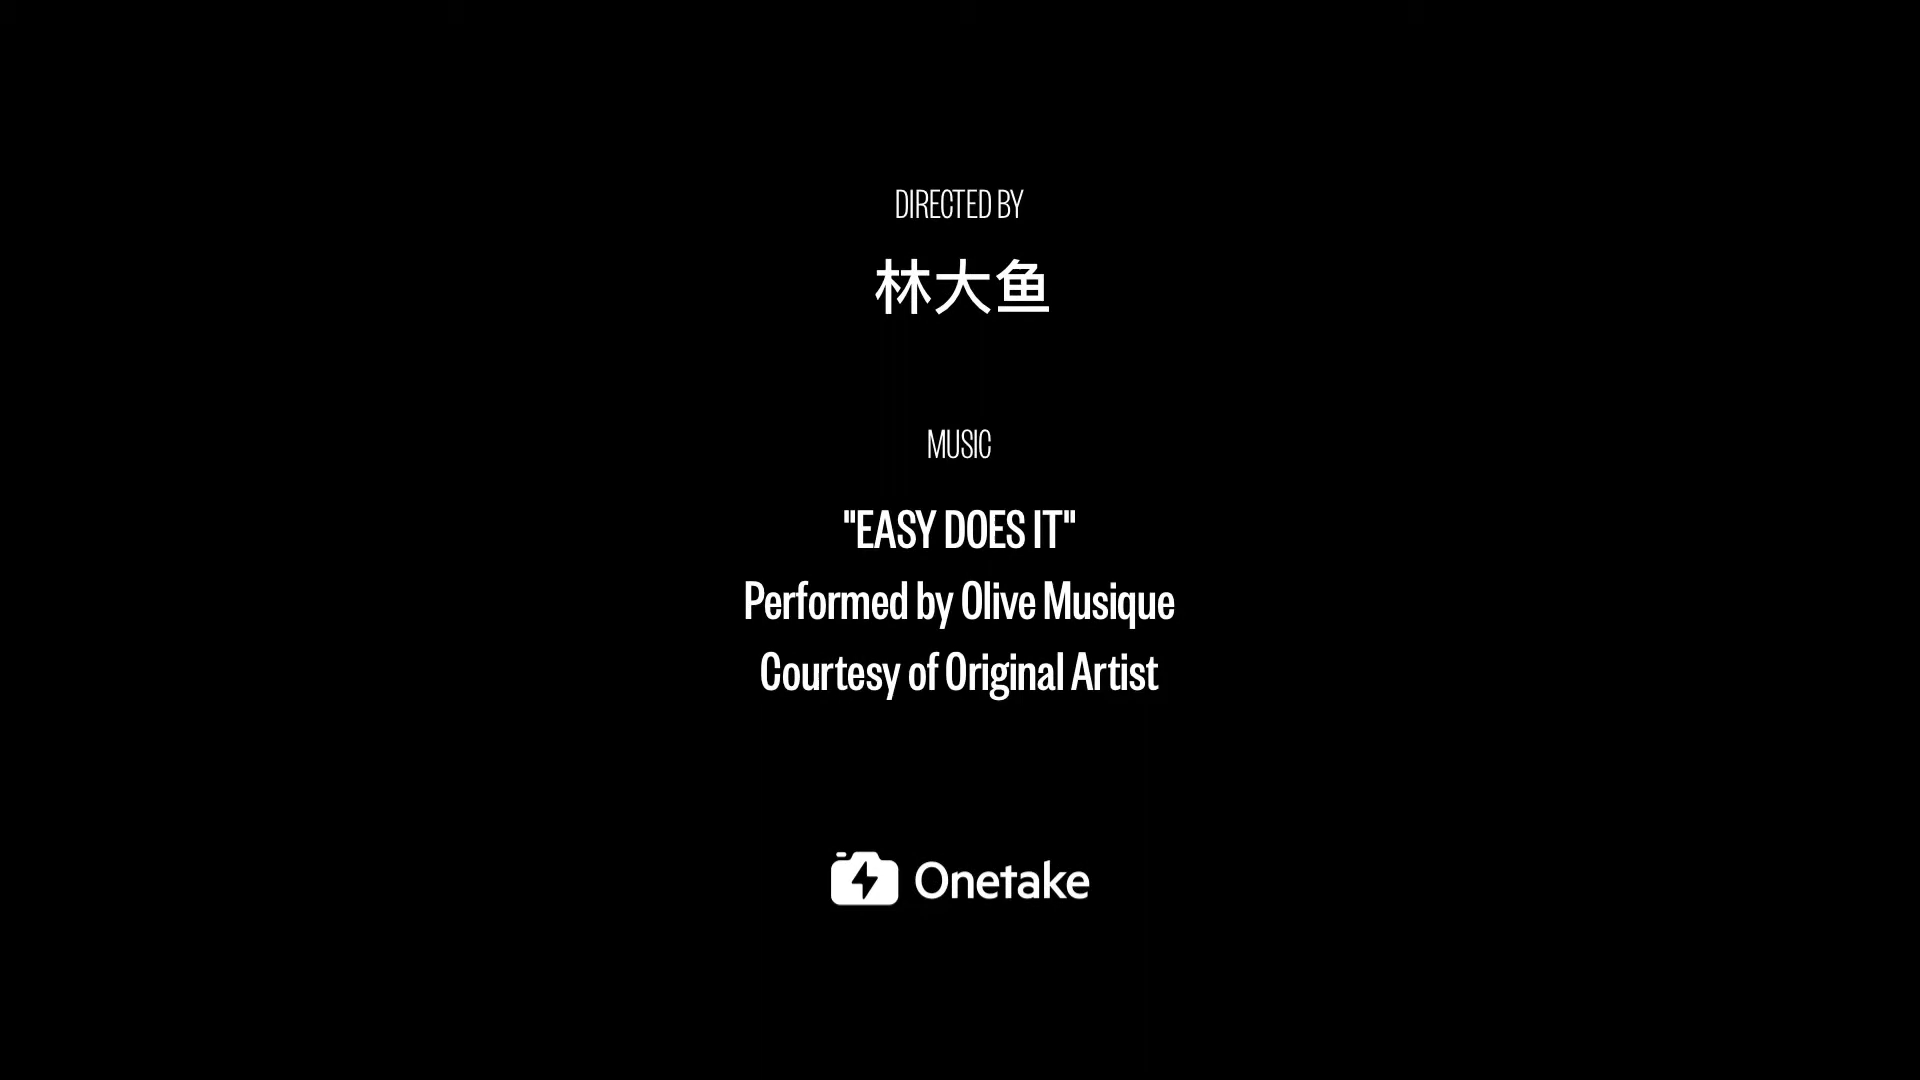 DIRECTED BY
林大鱼
MUSIC
"EASY DOES IT"
Performed by Olive Musique
Courtesy of Original Artist
Onetake